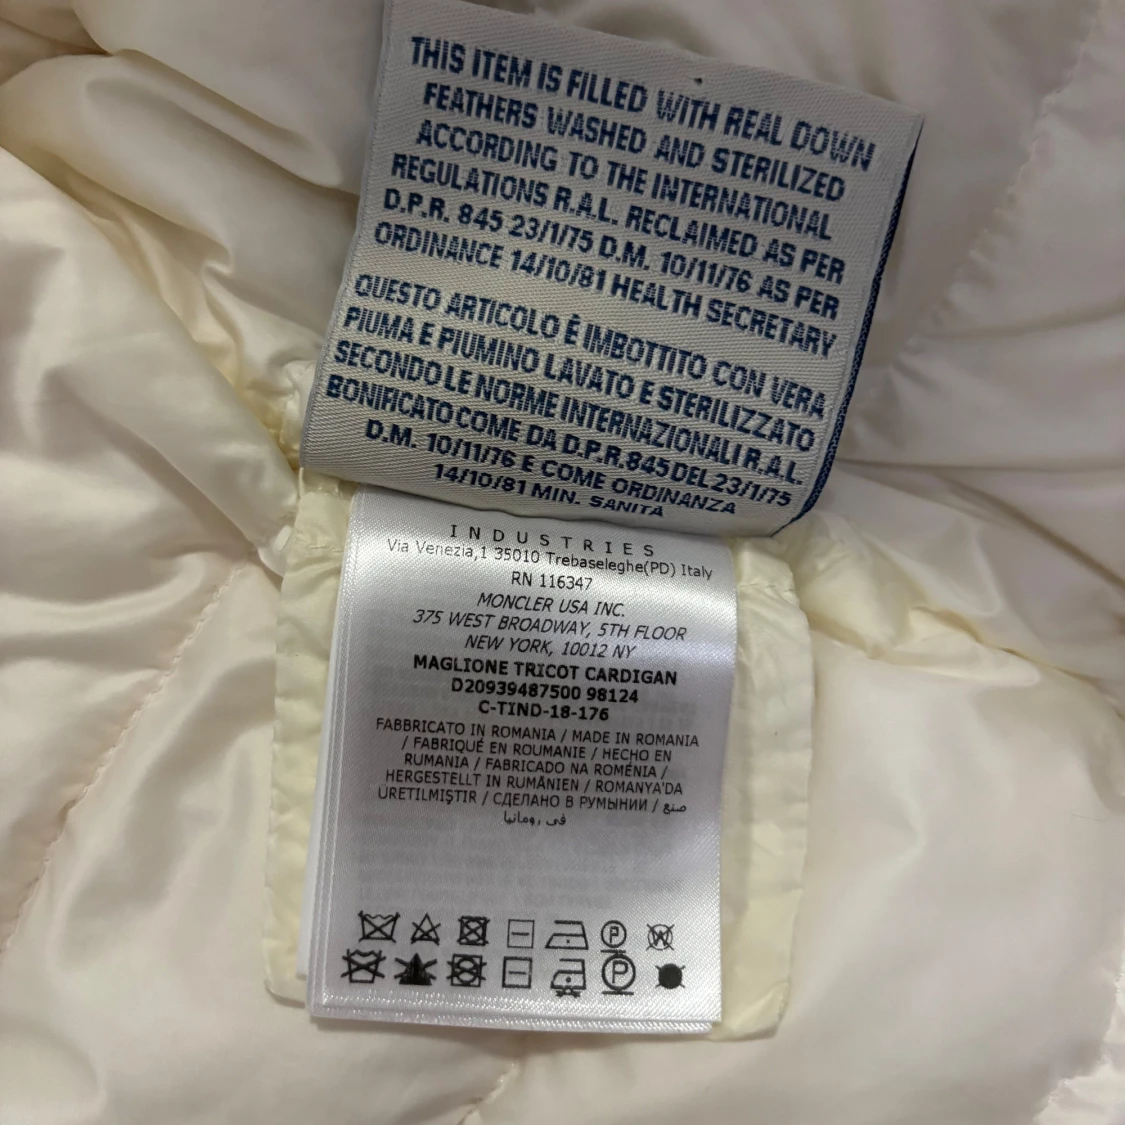 THIS ITEM IS FILLED WITH REAL DOWN
FEATHERS WASHED AND STERILIZED
ACCORDING TO THE INTERNATIONAL
REGULATIONS R.A.L. RECLAIMED AS PER
D.P.R. 845 23/1/75 D.M. 10/11/76 AS PER
ORDINANCE 14/10/81 HEALTH SECRETARY
QUESTO ARTICOLO È IMBOTTITO CON VERA
PIUMA E PIUMINO LAVATO E STERILIZZATO
SECONDO LE NORME INTERNAZIONALI R.A.L.
BONIFICATO COME DA D.P.R.845 DEL 23/1/75
D.M. 10/11/76 E COME ORDINANZA
14/10/81 MIN. SANITÀ
INDUSTRIES
Via Venezia,1 35010 Trebaseleghe(PD) Italy
RN 116347
MONCLER USA INC.
375 WEST BROADWAY, 5TH FLOOR
NEW YORK, 10012 NY
MAGLIONE TRICOT CARDIGAN
D20939487500 98124
C-TIND-18-176
FABBRICATO IN ROMANIA / MADE IN ROMANIA
/ FABRIQUÉ EN ROUMANIE / HECHO EN
RUMANIA / FABRICADO NA ROMÉNIA /
HERGESTELLT IN RUMÄNIEN / ROMANYA'DA
ÜRETILMIŞTIR / СДЕЛАНО В РУМЫНИИ / صنع
في رومانيا
P W
P